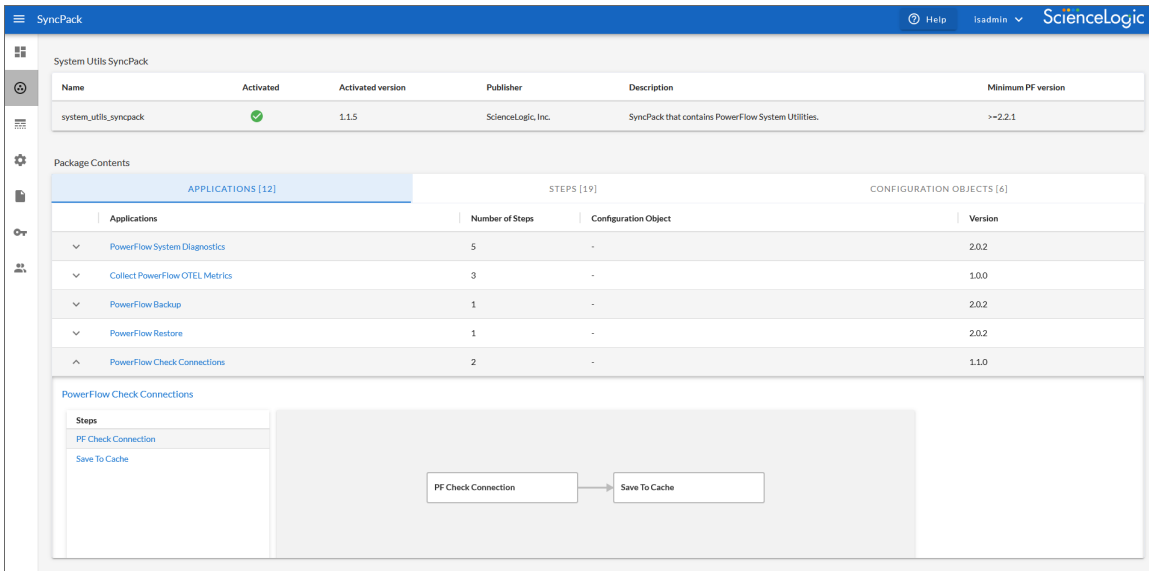 SyncPack Help isadmin ScienceLogic
System Utils SyncPack
Name Activated Activated version Publisher Description Minimum PF version
system_utils_syncpack 1.1.5 ScienceLogic, Inc. SyncPack that contains PowerFlow System Utilities. >=2.2.1
Package Contents
APPLICATIONS [12] STEPS [19] CONFIGURATION OBJECTS [6]
Applications Number of Steps Configuration Object Version
PowerFlow System Diagnostics 5 - 2.0.2
Collect PowerFlow OTEL Metrics 3 - 1.0.0
PowerFlow Backup 1 - 2.0.2
PowerFlow Restore 1 - 2.0.2
PowerFlow Check Connections 2 - 1.1.0
PowerFlow Check Connections
Steps
PF Check Connection
Save To Cache
PF Check Connection Save To Cache